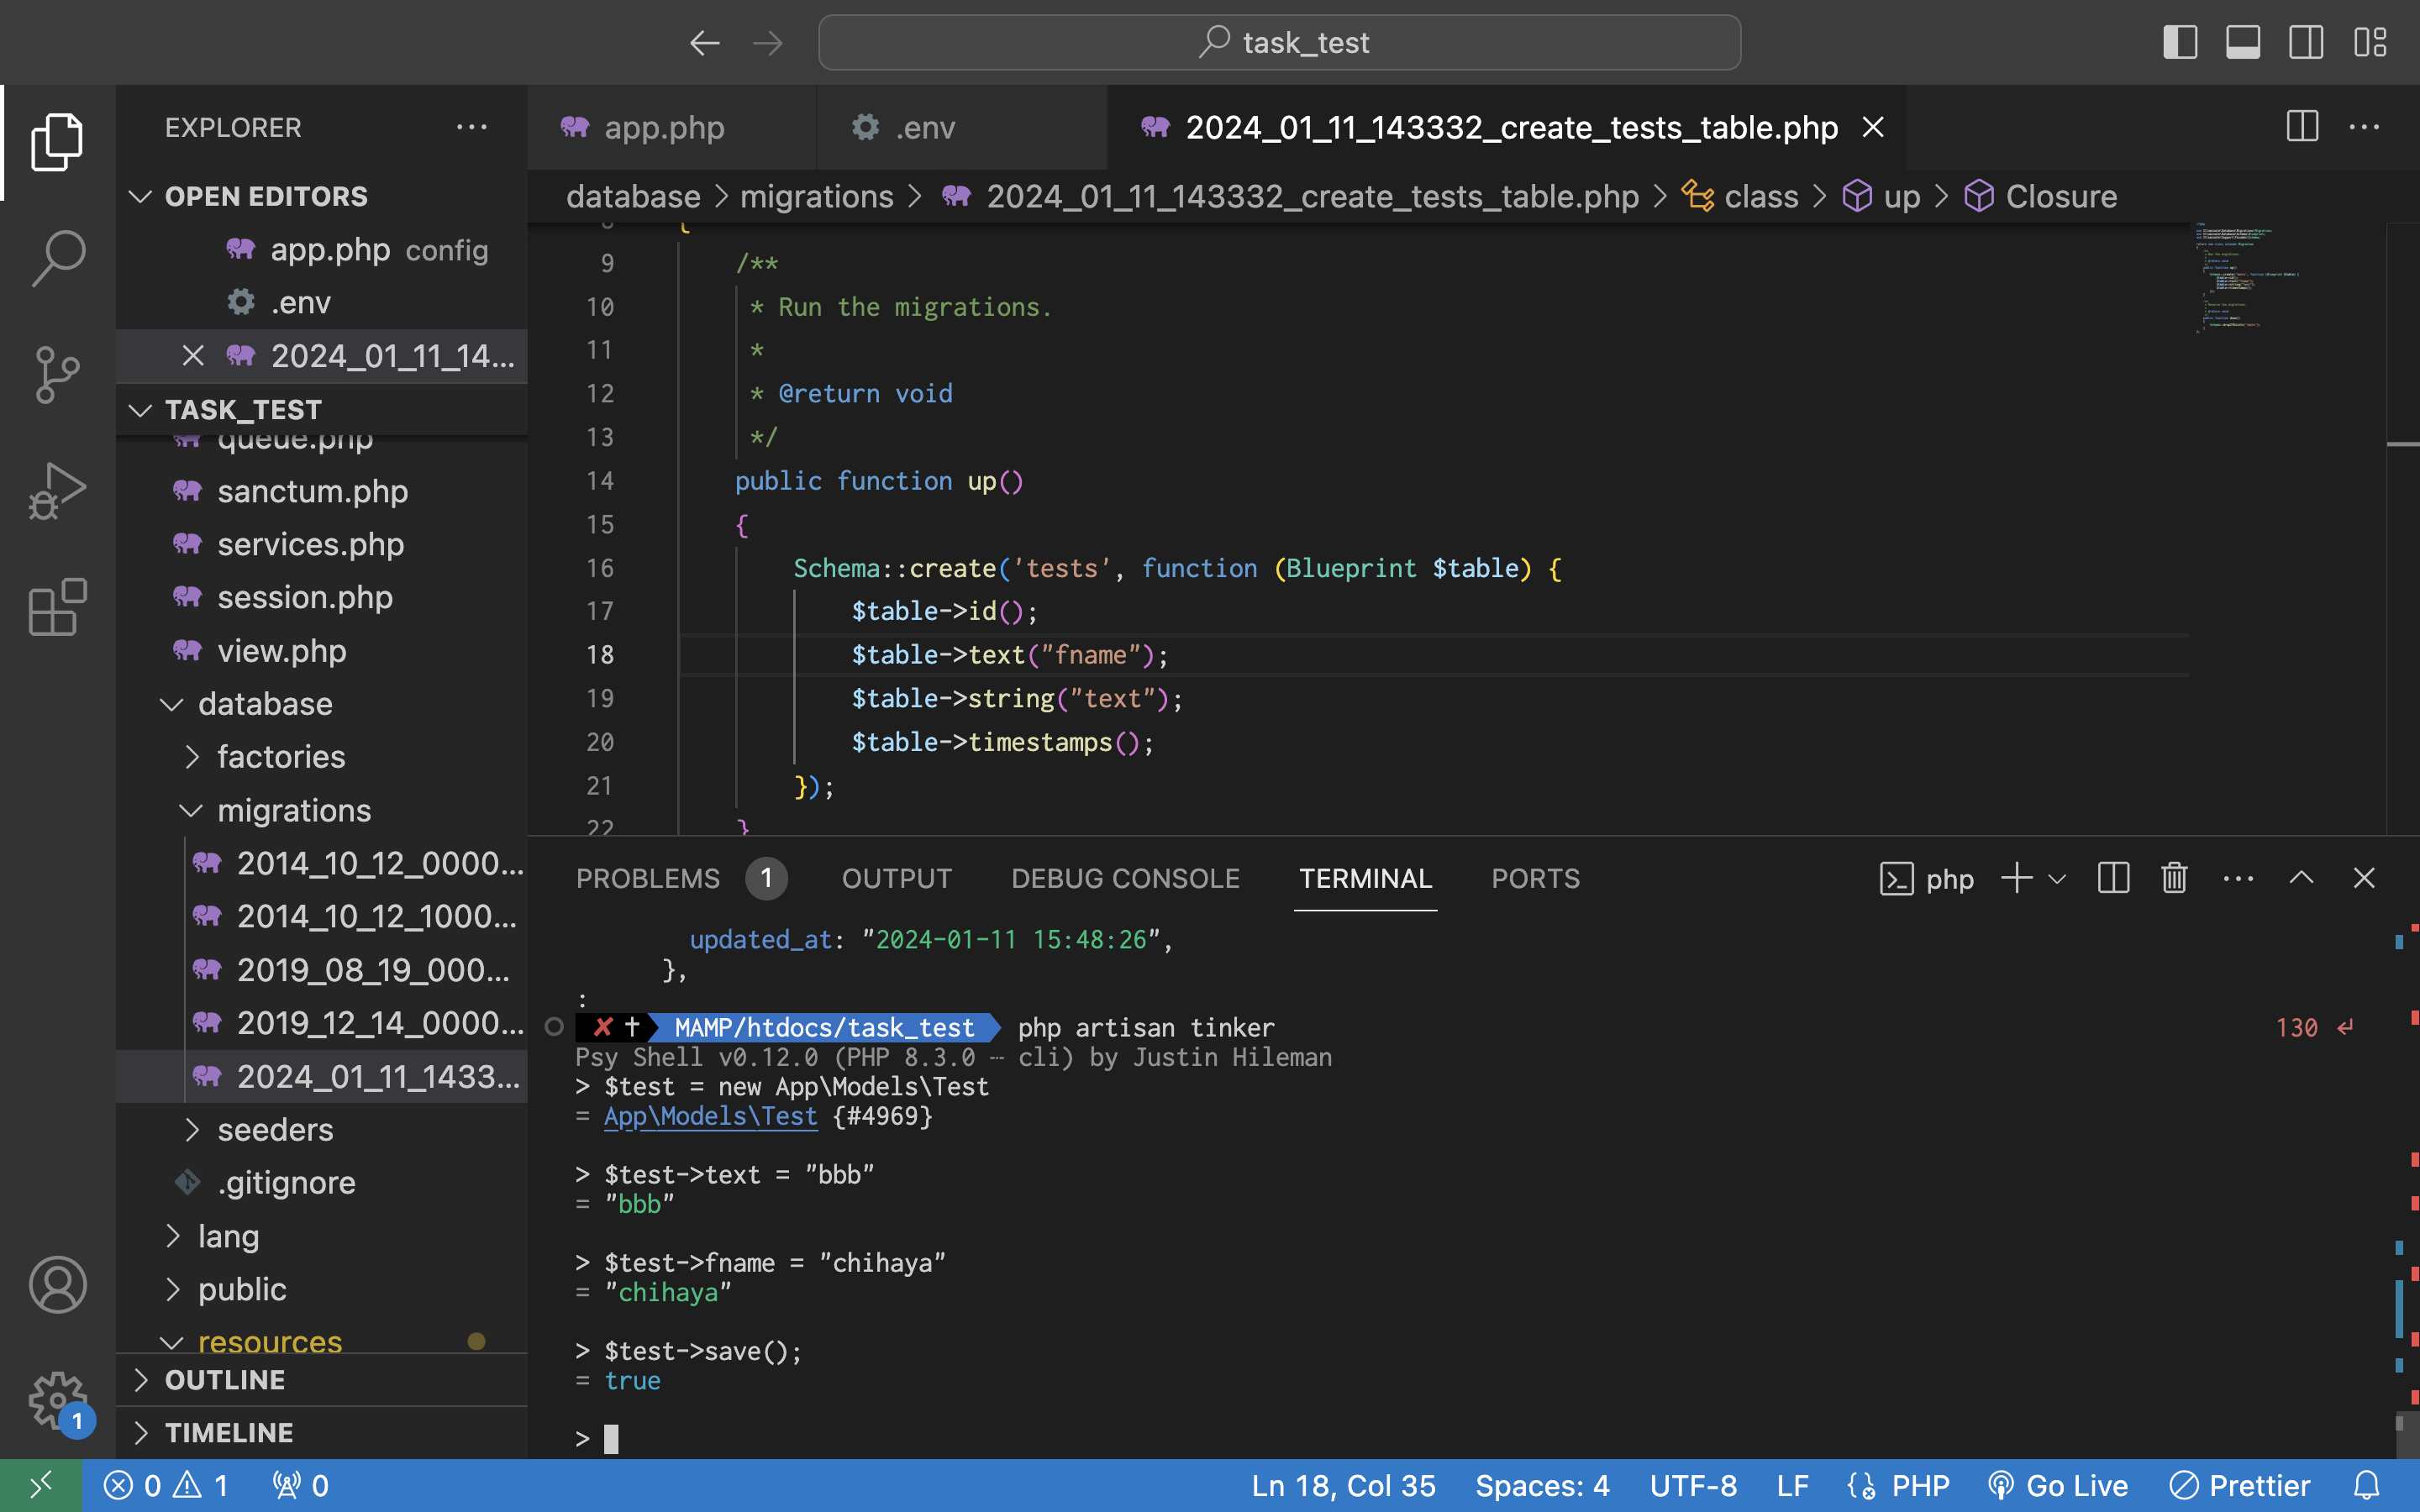 task_test
EXPLORER
app.php
.env
2024_01_11_143332_create_tests_table.php
OPEN EDITORS
app.php config
.env
2024_01_11_14...
TASK_TEST
queue.php
sanctum.php
services.php
session.php
view.php
database
factories
migrations
2014_10_12_0000...
2014_10_12_1000...
2019_08_19_000...
2019_12_14_0000...
2024_01_11_1433...
seeders
.gitignore
lang
public
resources
OUTLINE
TIMELINE
1
database > migrations > 2024_01_11_143332_create_tests_table.php > class > up > Closure
8 {
9 /**
10 * Run the migrations.
11 *
12 * @return void
13 */
14 public function up()
15 {
16 Schema::create('tests', function (Blueprint $table) {
17 $table->id();
18 $table->text("fname");
19 $table->string("text");
20 $table->timestamps();
21 });
22 }
PROBLEMS 1 OUTPUT DEBUG CONSOLE TERMINAL PORTS
php
updated_at: "2024-01-11 15:48:26",
},
:
✘ † MAMP/htdocs/task_test php artisan tinker 130 ↵
Psy Shell v0.12.0 (PHP 8.3.0 — cli) by Justin Hileman
> $test = new App\Models\Test
= App\Models\Test {#4969}
> $test->text = "bbb"
= "bbb"
> $test->fname = "chihaya"
= "chihaya"
> $test->save();
= true
>
0 1 0 Ln 18, Col 35 Spaces: 4 UTF-8 LF PHP Go Live Prettier